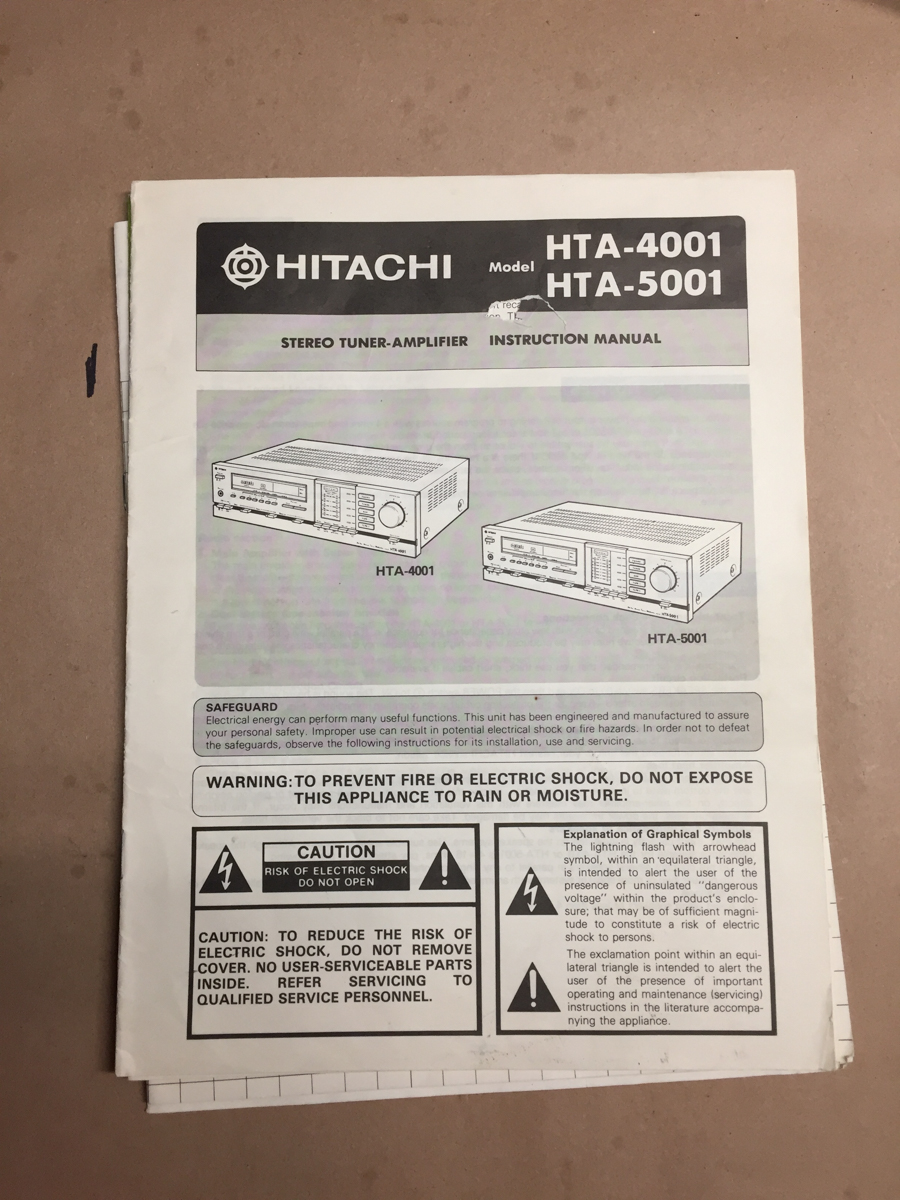 HITACHI Model HTA-4001
HTA-5001
STEREO TUNER-AMPLIFIER INSTRUCTION MANUAL
HTA-4001
HTA-5001
SAFEGUARD
Electrical energy can perform many useful functions. This unit has been engineered and manufactured to assure
your personal safety. Improper use can result in potential electrical shock or fire hazards. In order not to defeat
the safeguards, observe the following instructions for its installation, use and servicing.
WARNING: TO PREVENT FIRE OR ELECTRIC SHOCK, DO NOT EXPOSE
THIS APPLIANCE TO RAIN OR MOISTURE.
CAUTION
RISK OF ELECTRIC SHOCK
DO NOT OPEN
CAUTION: TO REDUCE THE RISK OF
ELECTRIC SHOCK, DO NOT REMOVE
COVER. NO USER-SERVICEABLE PARTS
INSIDE. REFER SERVICING TO
QUALIFIED SERVICE PERSONNEL.
Explanation of Graphical Symbols
The lightning flash with arrowhead
symbol, within an equilateral triangle,
is intended to alert the user of the
presence of uninsulated "dangerous
voltage" within the product's enclo-
sure; that may be of sufficient magni-
tude to constitute a risk of electric
shock to persons.
The exclamation point within an equi-
lateral triangle is intended to alert the
user of the presence of important
operating and maintenance (servicing)
instructions in the literature accompa-
nying the appliance.